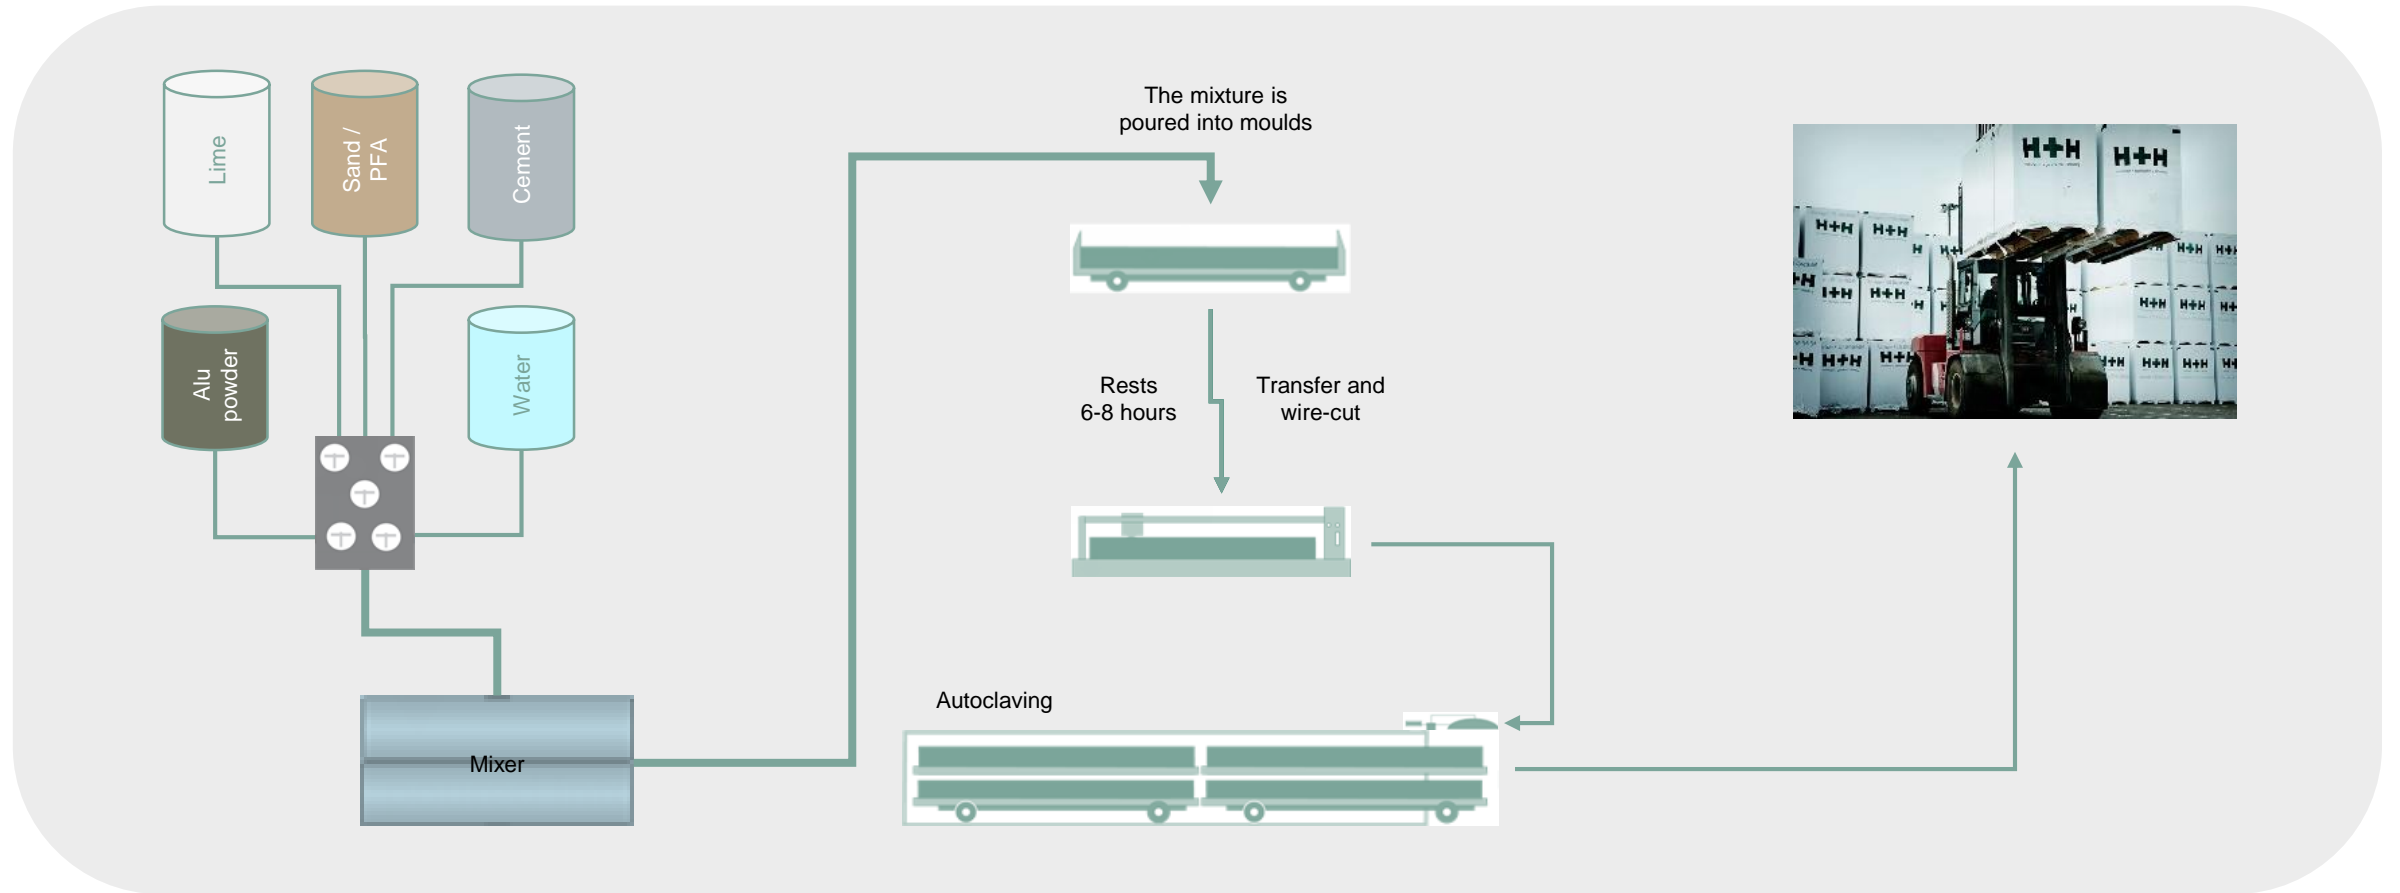 Lime
Sand /
PFA
Cement
Alu
powder
Water
Mixer
The mixture is
poured into moulds
Rests
6-8 hours
Transfer and
wire-cut
Autoclaving
H+H
H+H
H+H
H+H
H+H
H+H
H+H
H+H
H+H
H+H
H+H
H+H
H+H